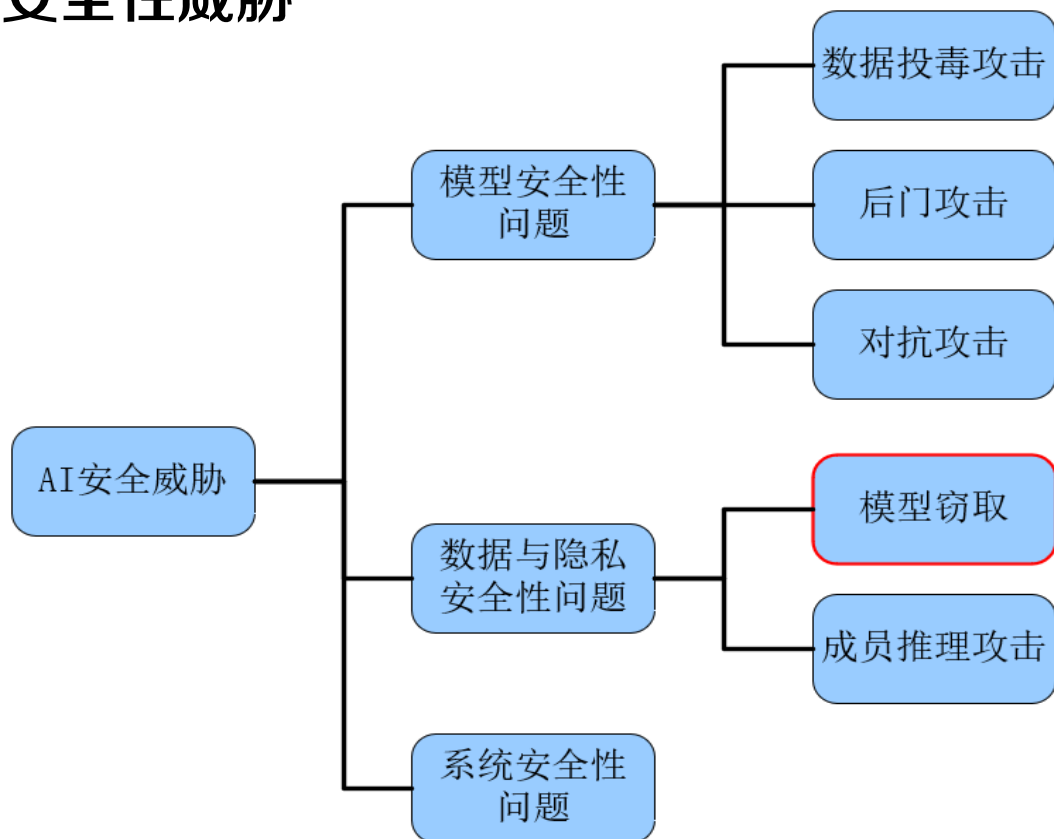 安全性威胁
数据投毒攻击
模型安全性
问题
后门攻击
对抗攻击
AI安全威胁
模型窃取
数据与隐私
安全性问题
成员推理攻击
系统安全性
问题